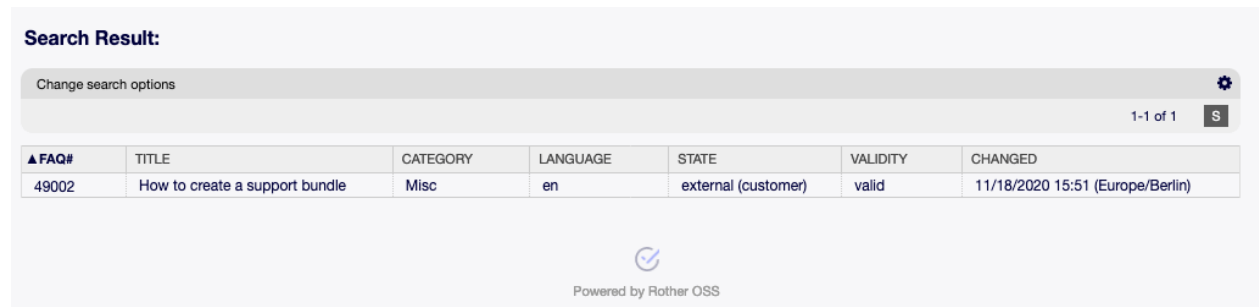 Search Result:
Change search options
1-1 of 1 S
▲FAQ# TITLE CATEGORY LANGUAGE STATE VALIDITY CHANGED
49002 How to create a support bundle Misc en external (customer) valid 11/18/2020 15:51 (Europe/Berlin)
Powered by Rother OSS